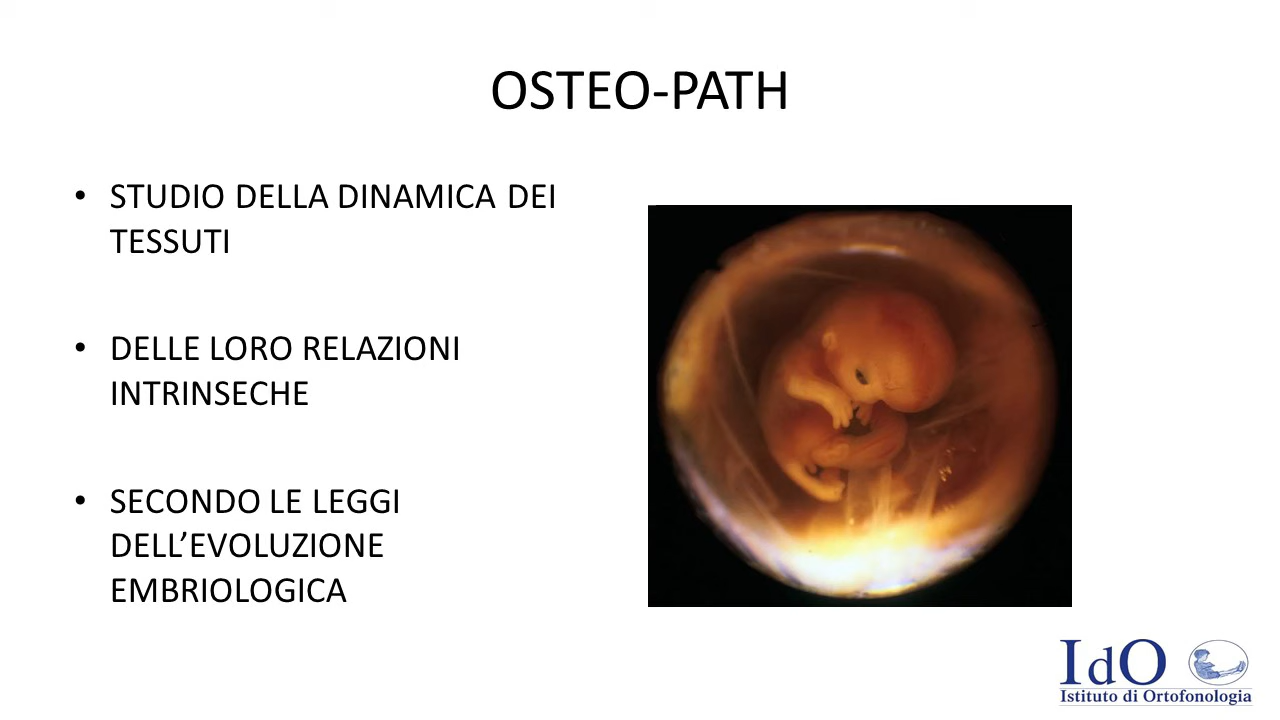 OSTEO-PATH
• STUDIO DELLA DINAMICA DEI
TESSUTI
• DELLE LORO RELAZIONI
INTRINSECHE
• SECONDO LE LEGGI
DELL’EVOLUZIONE
EMBRIOLOGICA
IdO
Istituto di Ortofonologia